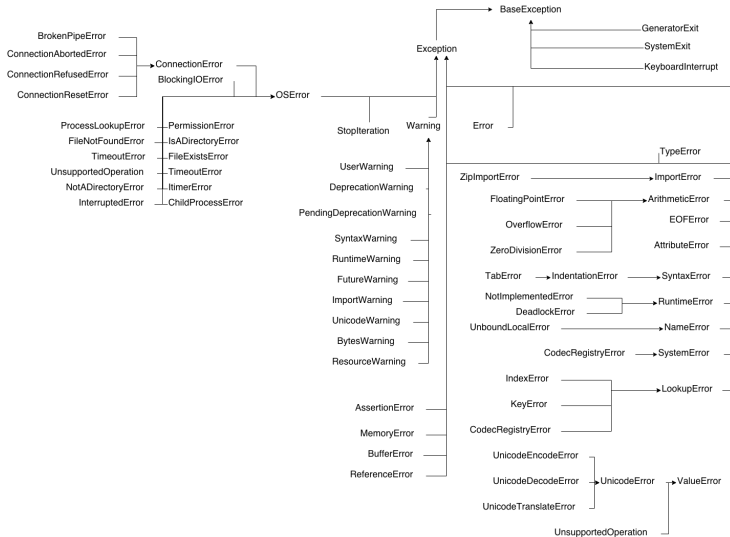 BaseException
GeneratorExit
SystemExit
KeyboardInterrupt
Exception
BrokenPipeError
ConnectionAbortedError
ConnectionRefusedError
ConnectionResetError
ConnectionError
BlockingIOError
OSError
ProcessLookupError
PermissionError
FileNotFoundError
IsADirectoryError
TimeoutError
FileExistsError
UnsupportedOperation
TimeoutError
NotADirectoryError
ItimerError
InterruptedError
ChildProcessError
StopIteration
Warning
Error
UserWarning
DeprecationWarning
PendingDeprecationWarning
SyntaxWarning
RuntimeWarning
FutureWarning
ImportWarning
UnicodeWarning
BytesWarning
ResourceWarning
AssertionError
MemoryError
BufferError
ReferenceError
TypeError
ZipImportError
ImportError
FloatingPointError
ArithmeticError
OverflowError
EOFError
ZeroDivisionError
AttributeError
TabError
IndentationError
SyntaxError
NotImplementedError
RuntimeError
DeadlockError
UnboundLocalError
NameError
CodecRegistryError
SystemError
IndexError
LookupError
KeyError
CodecRegistryError
UnicodeEncodeError
UnicodeDecodeError
UnicodeError
ValueError
UnicodeTranslateError
UnsupportedOperation